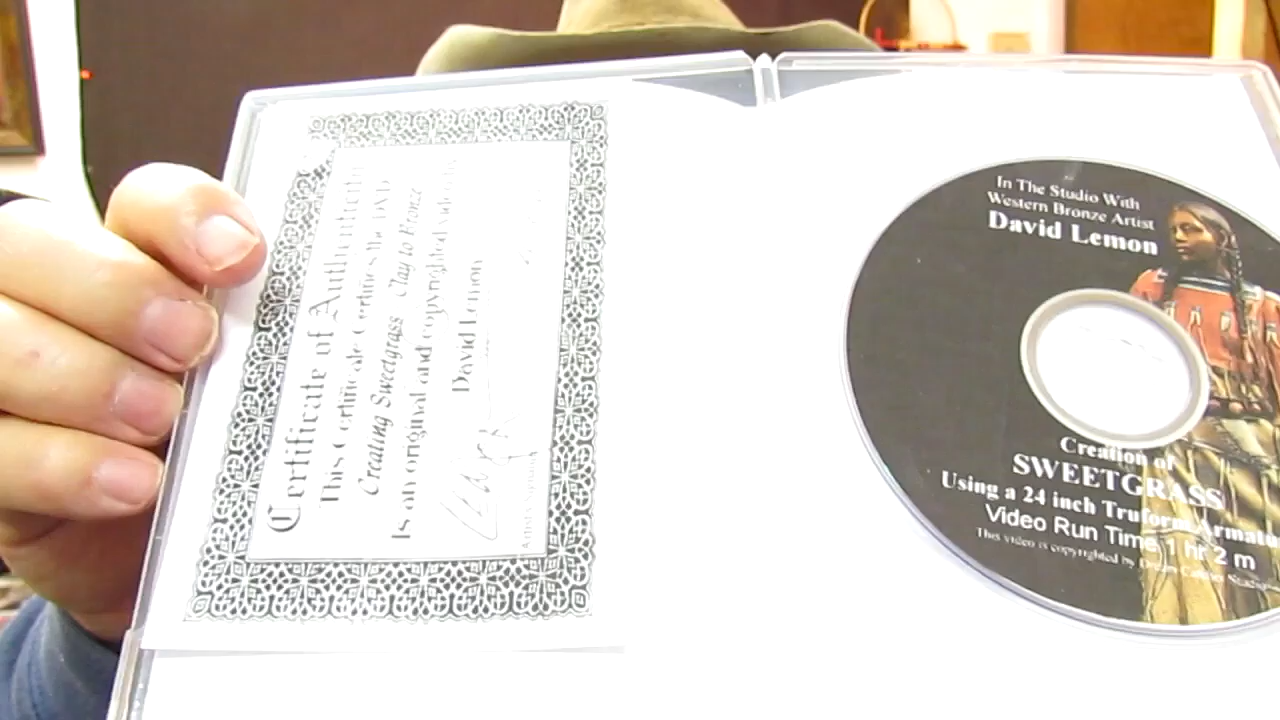 Certificate of Authenticity
This Certificate Certifies the DVD
Creating Sweetgrass Clay to Bronze
Is an original and copyrighted video
David Lemon
In The Studio With
Western Bronze Artist
David Lemon
Creation of
SWEETGRASS
Using a 24 inch Truform Armatu
Video Run Time 1 hr 2 m
This video is copyrighted by